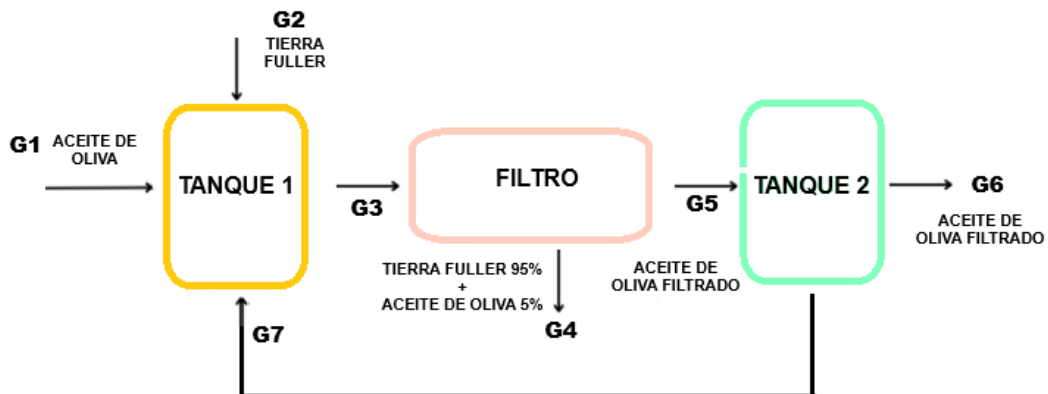 G2
TIERRA
FULLER
G1
ACEITE DE
OLIVA
TANQUE 1
G3
FILTRO
G5
TANQUE 2
G6
ACEITE DE
OLIVA FILTRADO
TIERRA FULLER 95%
+
ACEITE DE OLIVA 5%
ACEITE DE
OLIVA FILTRADO
G4
G7